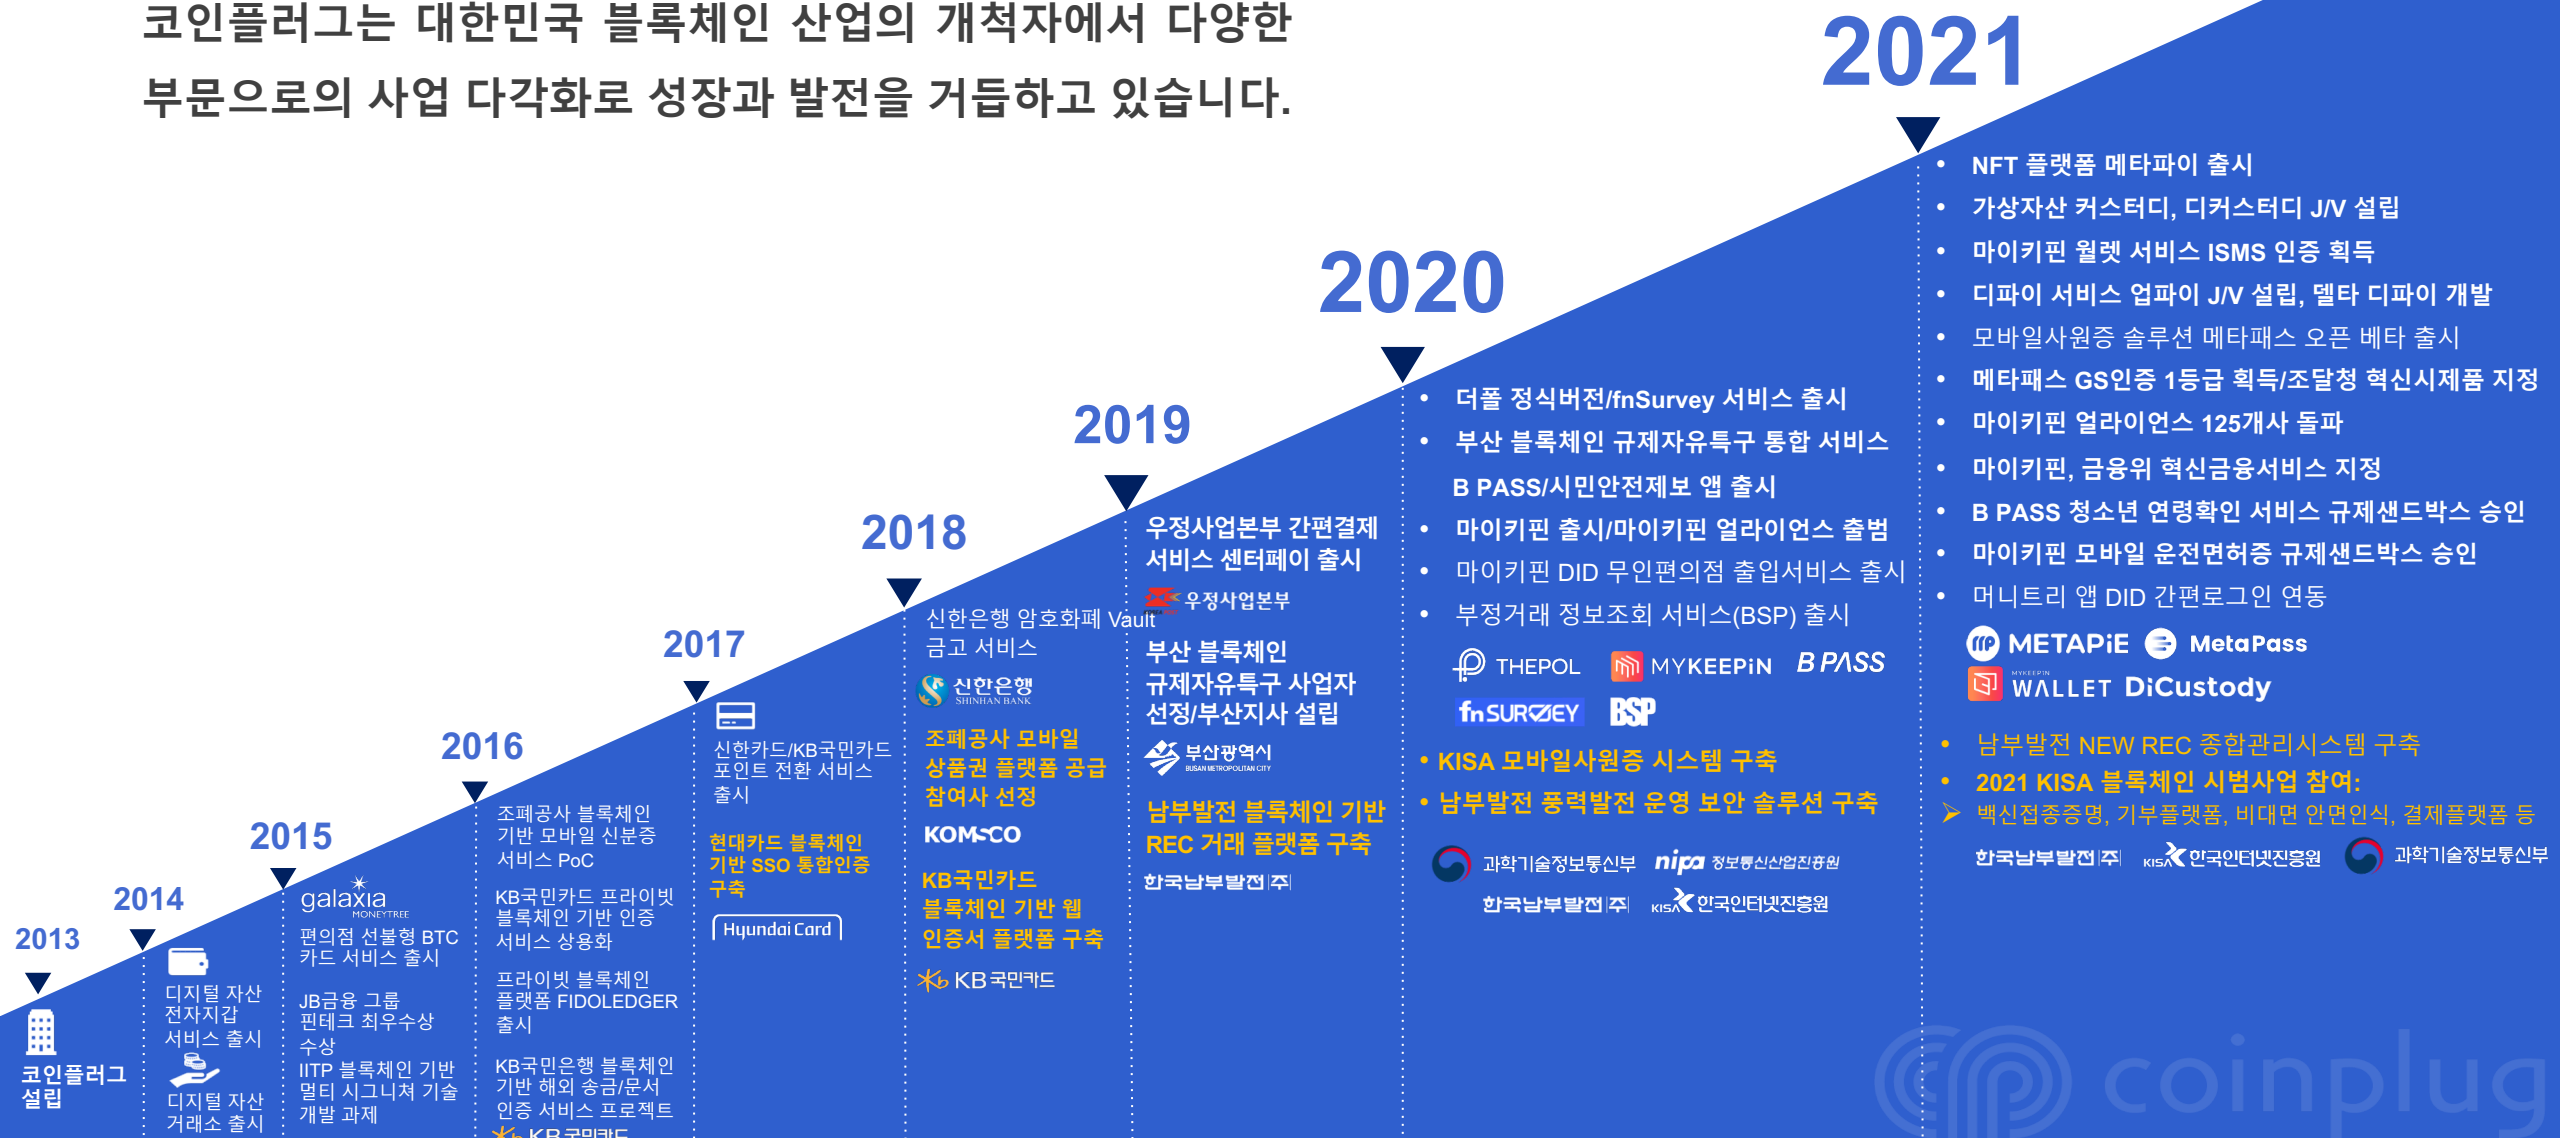 코인플러그는 대한민국 블록체인 산업의 개척자에서 다양한
부문으로의 사업 다각화로 성장과 발전을 거듭하고 있습니다.
2013
코인플러그
설립
2014
디지털 자산
전자지갑
서비스 출시
디지털 자산
거래소 출시
2015
galaxia
MONEYTREE
편의점 선불형 BTC
카드 서비스 출시
JB금융 그룹
핀테크 최우수상
수상
IITP 블록체인 기반
멀티 시그니쳐 기술
개발 과제
2016
조폐공사 블록체인
기반 모바일 신분증
서비스 PoC
KB국민카드 프라이빗
블록체인 기반 인증
서비스 상용화
프라이빗 블록체인
플랫폼 FIDOLEDGER
출시
KB국민은행 블록체인
기반 해외 송금/문서
인증 서비스 프로젝트
KB국민카드
2017
신한카드/KB국민카드
포인트 전환 서비스
출시
현대카드 블록체인
기반 SSO 통합인증
구축
Hyundai Card
2018
신한은행 암호화폐 Vault
금고 서비스
신한은행
SHINHAN BANK
조폐공사 모바일
상품권 플랫폼 공급
참여사 선정
KOMSCO
KB국민카드
블록체인 기반 웹
인증서 플랫폼 구축
KB국민카드
2019
우정사업본부 간편결제
서비스 센터페이 출시
우정사업본부
부산 블록체인
규제자유특구 사업자
선정/부산지사 설립
부산광역시
BUSAN METROPOLITAN CITY
남부발전 블록체인 기반
REC 거래 플랫폼 구축
한국남부발전(주)
2020
• 더폴 정식버전/fnSurvey 서비스 출시
• 부산 블록체인 규제자유특구 통합 서비스
B PASS/시민안전제보 앱 출시
• 마이키핀 출시/마이키핀 얼라이언스 출범
• 마이키핀 DID 무인편의점 출입서비스 출시
• 부정거래 정보조회 서비스(BSP) 출시
THEPOL MYKEEPiN B PASS
fnSURVEY BSP
• KISA 모바일사원증 시스템 구축
• 남부발전 풍력발전 운영 보안 솔루션 구축
과학기술정보통신부 nipa 정보통신산업진흥원
한국남부발전(주) KISA 한국인터넷진흥원
2021
• NFT 플랫폼 메타파이 출시
• 가상자산 커스터디, 디커스터디 J/V 설립
• 마이키핀 월렛 서비스 ISMS 인증 획득
• 디파이 서비스 업파이 J/V 설립, 델타 디파이 개발
• 모바일사원증 솔루션 메타패스 오픈 베타 출시
• 메타패스 GS인증 1등급 획득/조달청 혁신시제품 지정
• 마이키핀 얼라이언스 125개사 돌파
• 마이키핀, 금융위 혁신금융서비스 지정
• B PASS 청소년 연령확인 서비스 규제샌드박스 승인
• 마이키핀 모바일 운전면허증 규제샌드박스 승인
• 머니트리 앱 DID 간편로그인 연동
METAPiE MetaPass
MYKEEPiN
WALLET DiCustody
• 남부발전 NEW REC 종합관리시스템 구축
• 2021 KISA 블록체인 시범사업 참여:
➢ 백신접종증명, 기부플랫폼, 비대면 안면인식, 결제플랫폼 등
한국남부발전(주) KISA 한국인터넷진흥원 과학기술정보통신부
coinplug